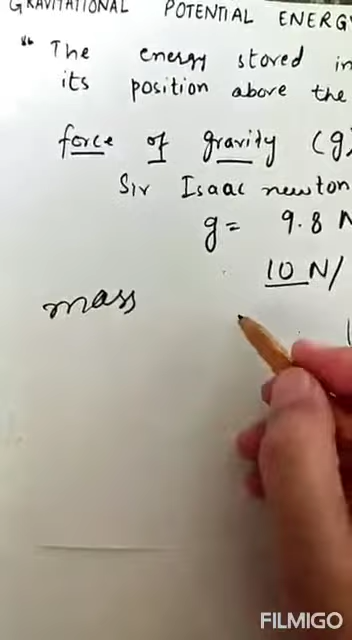 GRAVITATIONAL POTENTIAL ENERGY
" The energy stored in
its position above the
force of gravity (g)
Sir Isaac newton
g = 9.8 N
10 N/
mass
FILMIGO